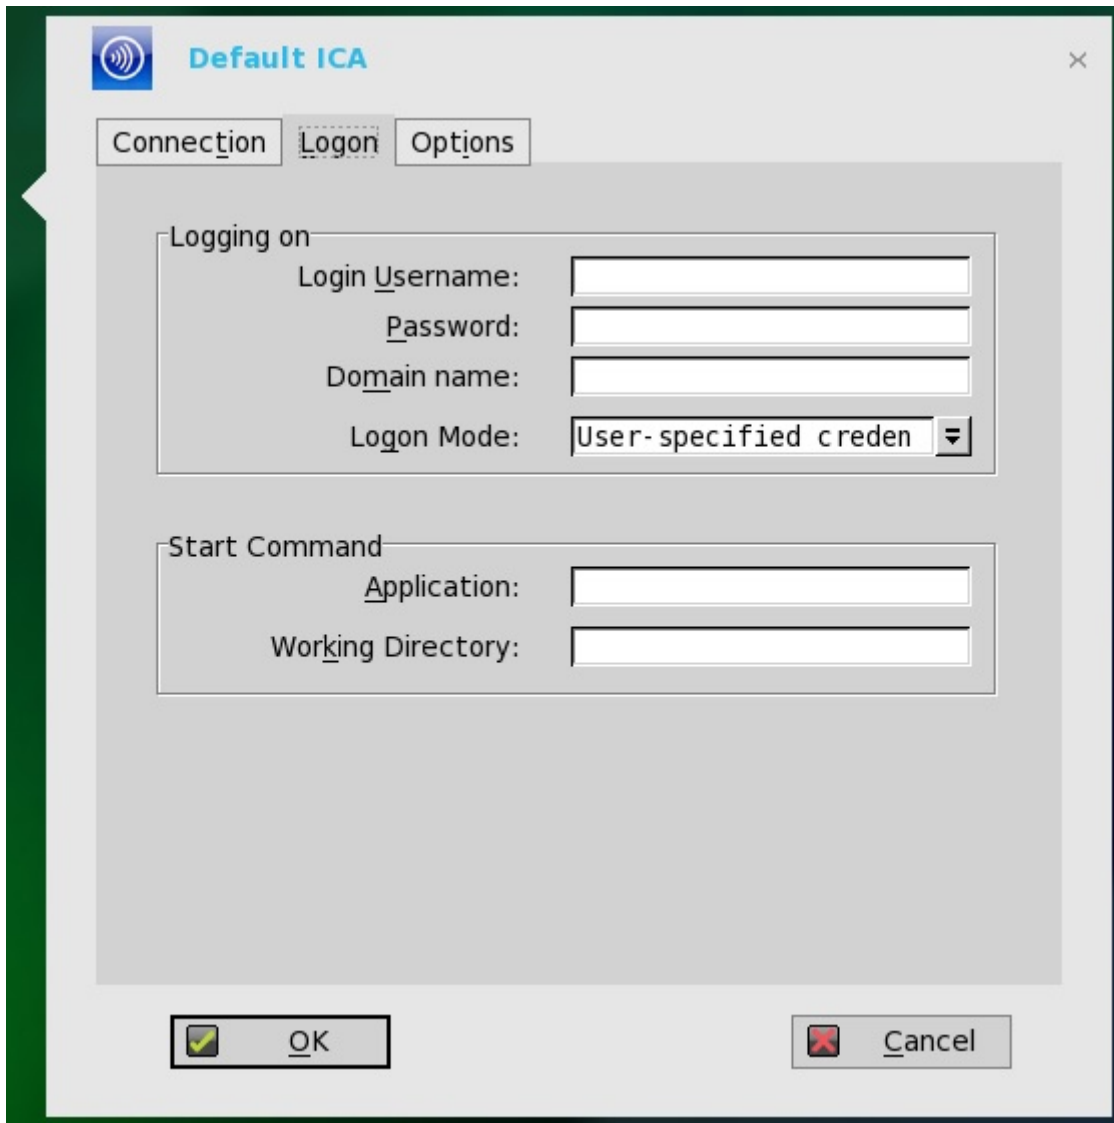 Default ICA
Connection Logon Options
Logging on
Login Username:
Password:
Domain name:
Logon Mode: User-specified creden
Start Command
Application:
Working Directory:
OK Cancel